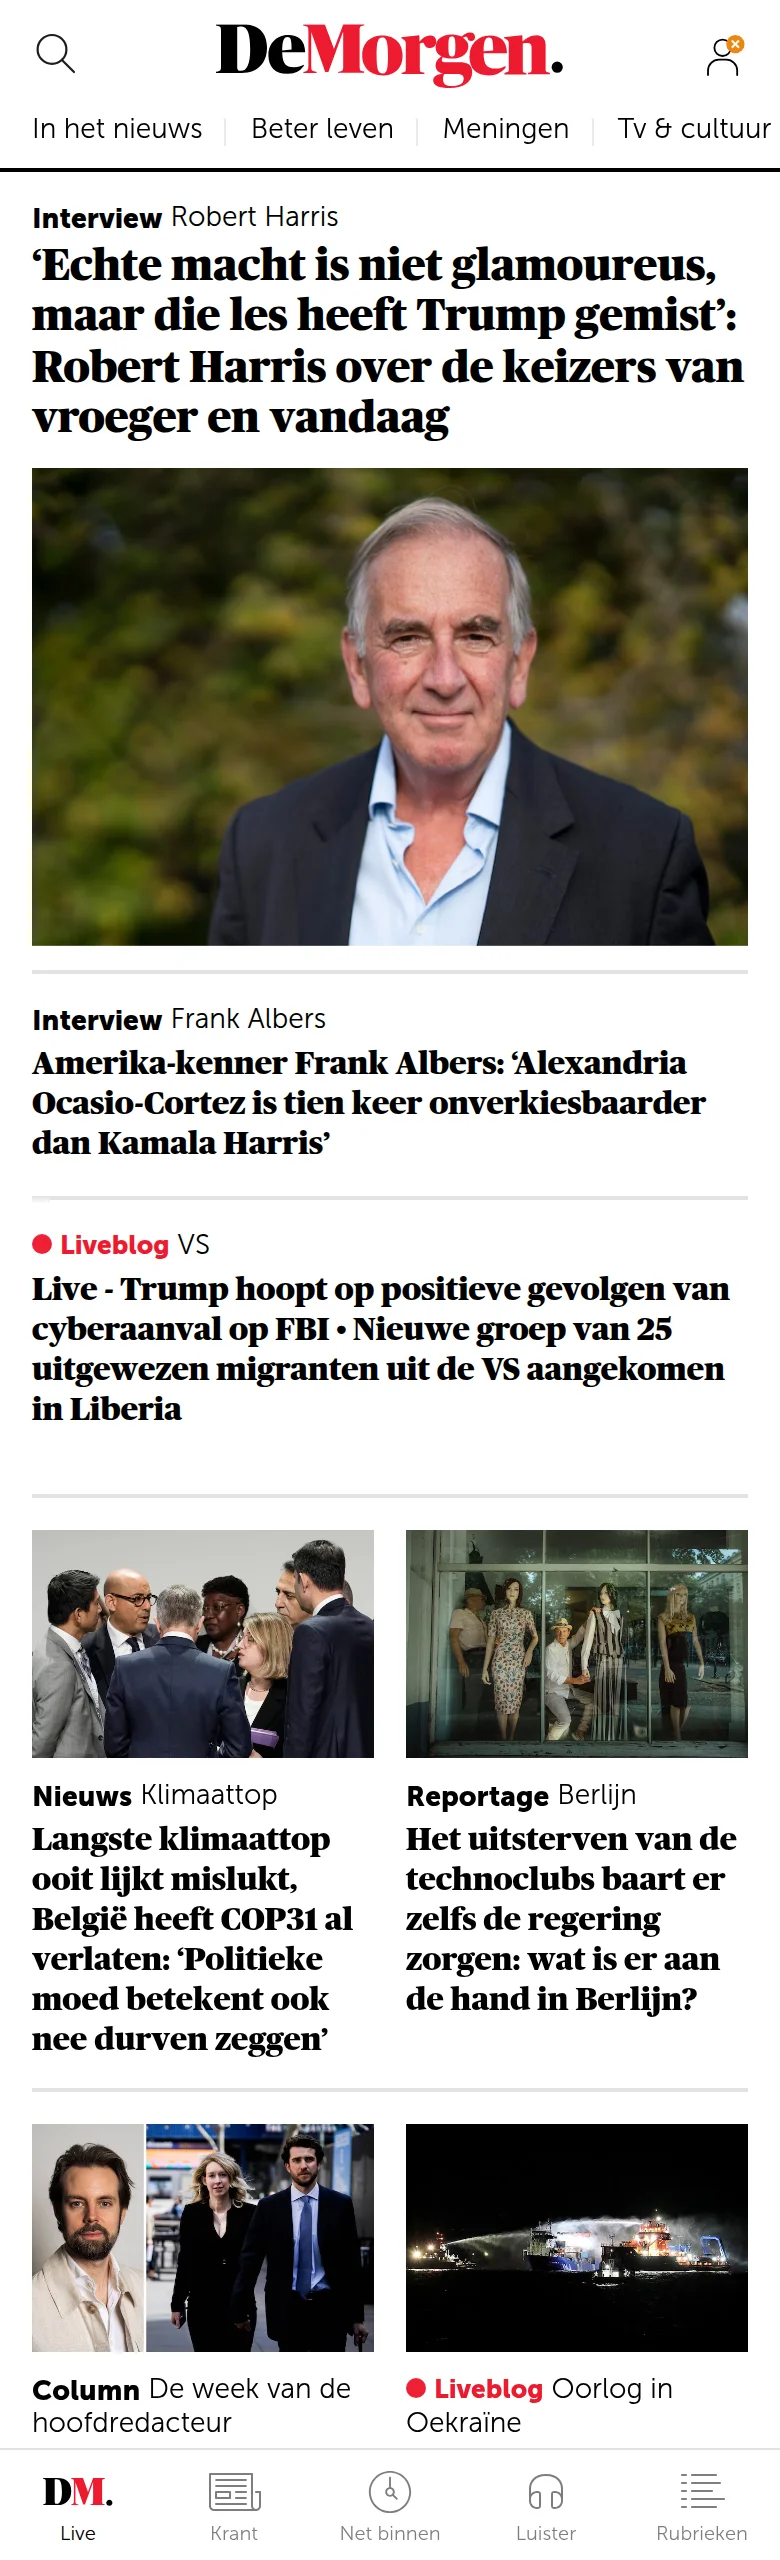 DeMorgen.
In het nieuws
Beter leven
Meningen
Tv & cultuur
Interview Robert Harris
‘Echte macht is niet glamoureus,
maar die les heeft Trump gemist’:
Robert Harris over de keizers van
vroeger en vandaag
Interview Frank Albers
Amerika-kenner Frank Albers: ‘Alexandria
Ocasio-Cortez is tien keer onverkiesbaarder
dan Kamala Harris’
Liveblog VS
Live - Trump hoopt op positieve gevolgen van
cyberaanval op FBI • Nieuwe groep van 25
uitgewezen migranten uit de VS aangekomen
in Liberia
Nieuws Klimaattop
Langste klimaattop
ooit lijkt mislukt,
België heeft COP31 al
verlaten: ‘Politieke
moed betekent ook
nee durven zeggen’
Reportage Berlijn
Het uitsterven van de
technoclubs baart er
zelfs de regering
zorgen: wat is er aan
de hand in Berlijn?
Column De week van de
hoofdredacteur
Liveblog Oorlog in
Oekraïne
DM.
Live
Krant
Net binnen
Luister
Rubrieken